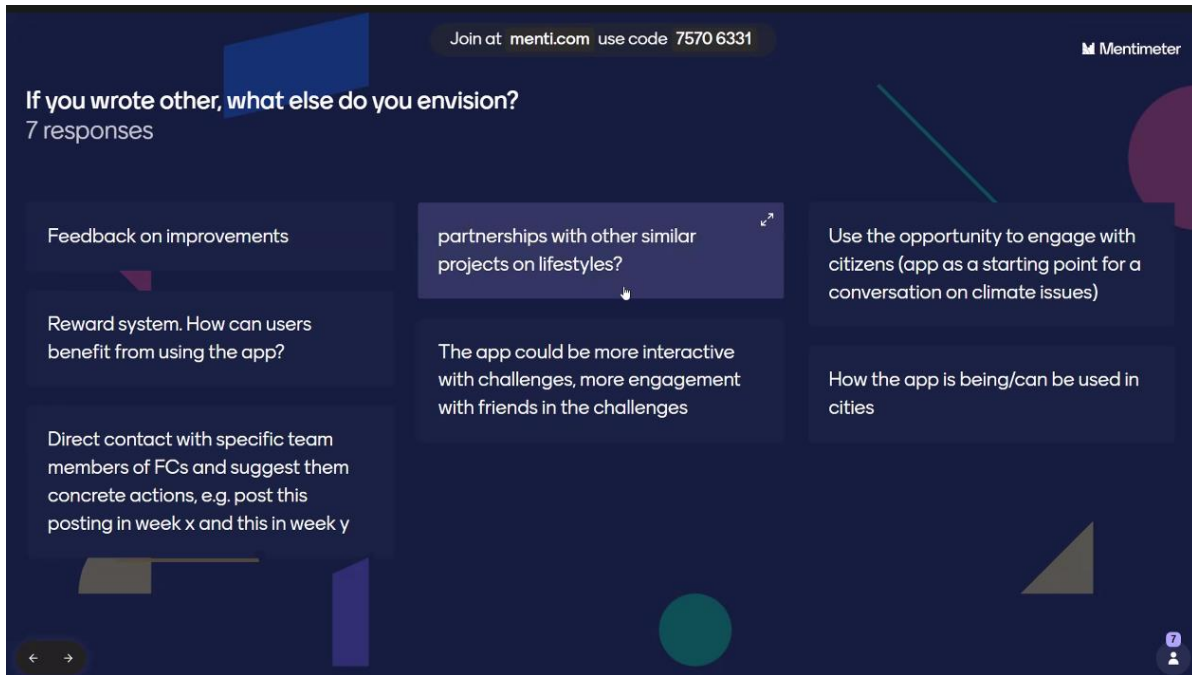 Join at menti.com use code 7570 6331
Mentimeter
If you wrote other, what else do you envision?
7 responses
Feedback on improvements
Reward system. How can users
benefit from using the app?
Direct contact with specific team
members of FCs and suggest them
concrete actions, e.g. post this
posting in week x and this in week y
partnerships with other similar
projects on lifestyles?
The app could be more interactive
with challenges, more engagement
with friends in the challenges
Use the opportunity to engage with
citizens (app as a starting point for a
conversation on climate issues)
How the app is being/can be used in
cities
7